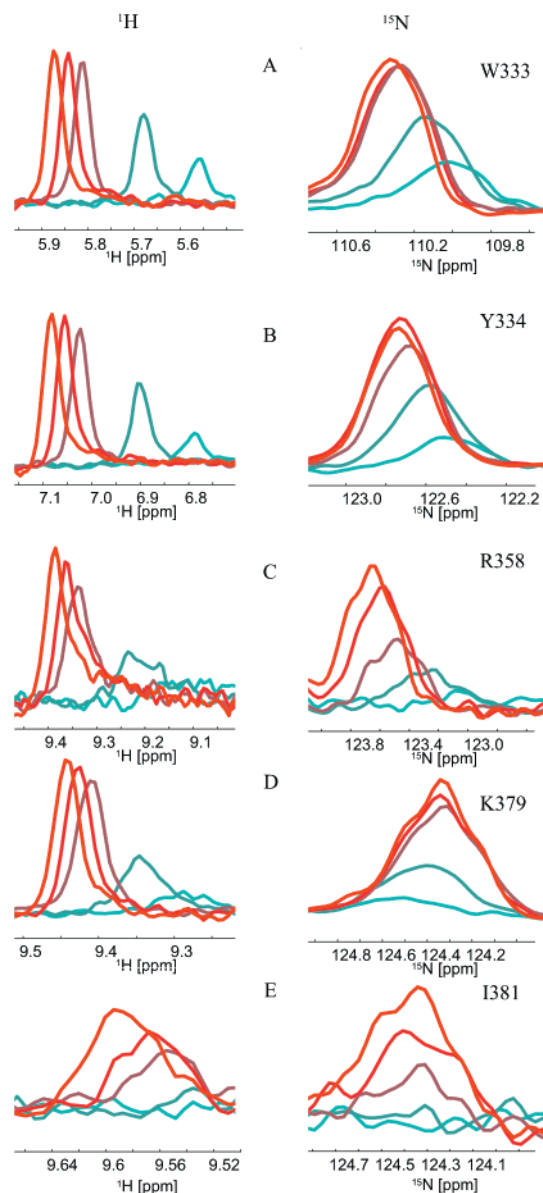 ¹H ¹⁵N
A W333
5.9 5.8 5.7 5.6 110.6 110.2 109.8
¹H [ppm] ¹⁵N [ppm]
B Y334
7.1 7.0 6.9 6.8 123.0 122.6 122.2
¹H [ppm] ¹⁵N [ppm]
C R358
9.4 9.3 9.2 9.1 123.8 123.4 123.0
¹H [ppm] ¹⁵N [ppm]
D K379
9.5 9.4 9.3 124.8 124.6 124.4 124.2
¹H [ppm] ¹⁵N [ppm]
E I381
9.64 9.6 9.56 9.52 124.7 124.5 124.3 124.1
¹H [ppm] ¹⁵N [ppm]